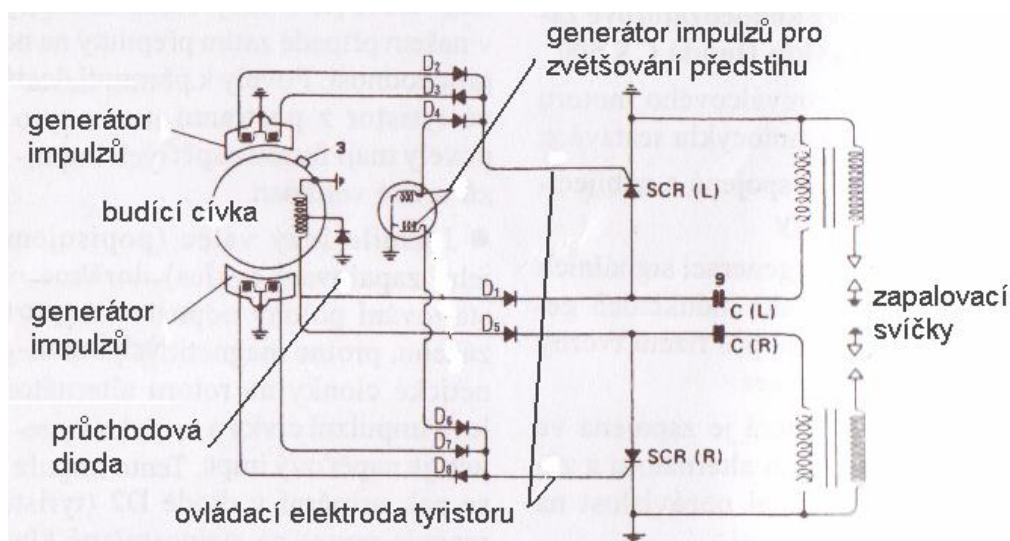 generátor impulzů pro
zvětšování předstihu
D2
D3
D4
generátor
impulzů
3
budící cívka
SCR (L)
D1
9
C (L)
D5
C (R)
zapalovací
svíčky
generátor
impulzů
průchodová
dioda
D6
D7
D8
SCR (R)
ovládací elektroda tyristoru